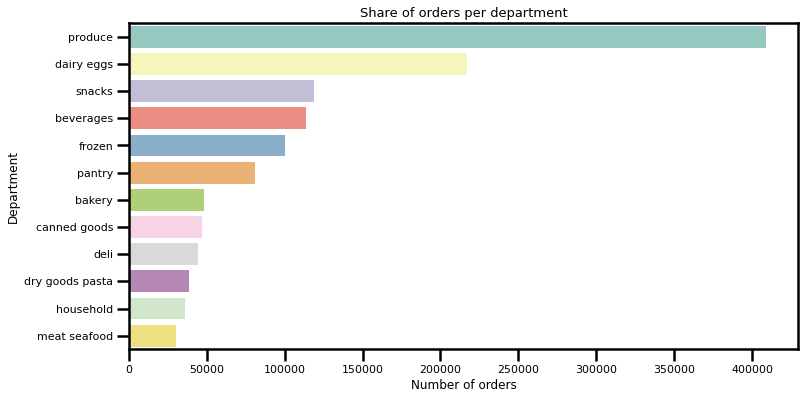 Share of orders per department
Department
produce
dairy eggs
snacks
beverages
frozen
pantry
bakery
canned goods
deli
dry goods pasta
household
meat seafood
0 50000 100000 150000 200000 250000 300000 350000 400000
Number of orders